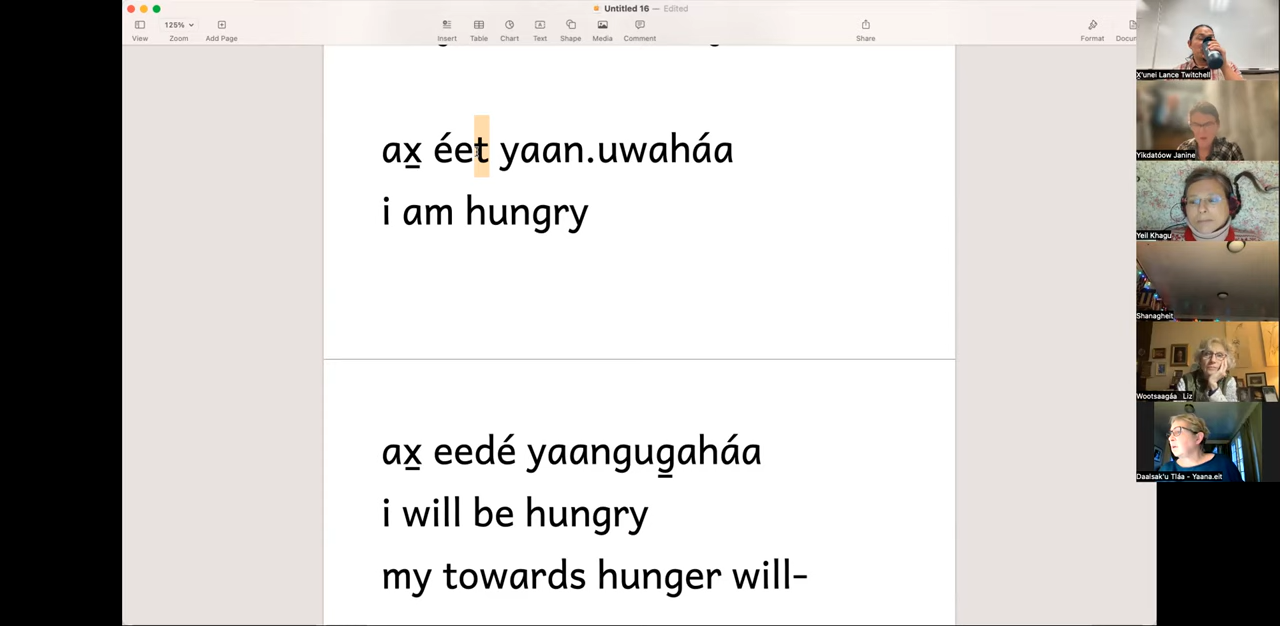 Untitled 16 — Edited
125%
View Zoom Add Page Insert Table Chart Text Shape Media Comment Share Format
ax̲ éet yaan.uwaháa
i am hungry
ax̲ eedé yaangug̲aháa
i will be hungry
my towards hunger will-
X'unei Lance Twitchell
Yikdatóow Janine
Yeil Khagu
Shanagheit
Wootsaagáa Liz
Daalsak'u Tláa - Yaana.eit